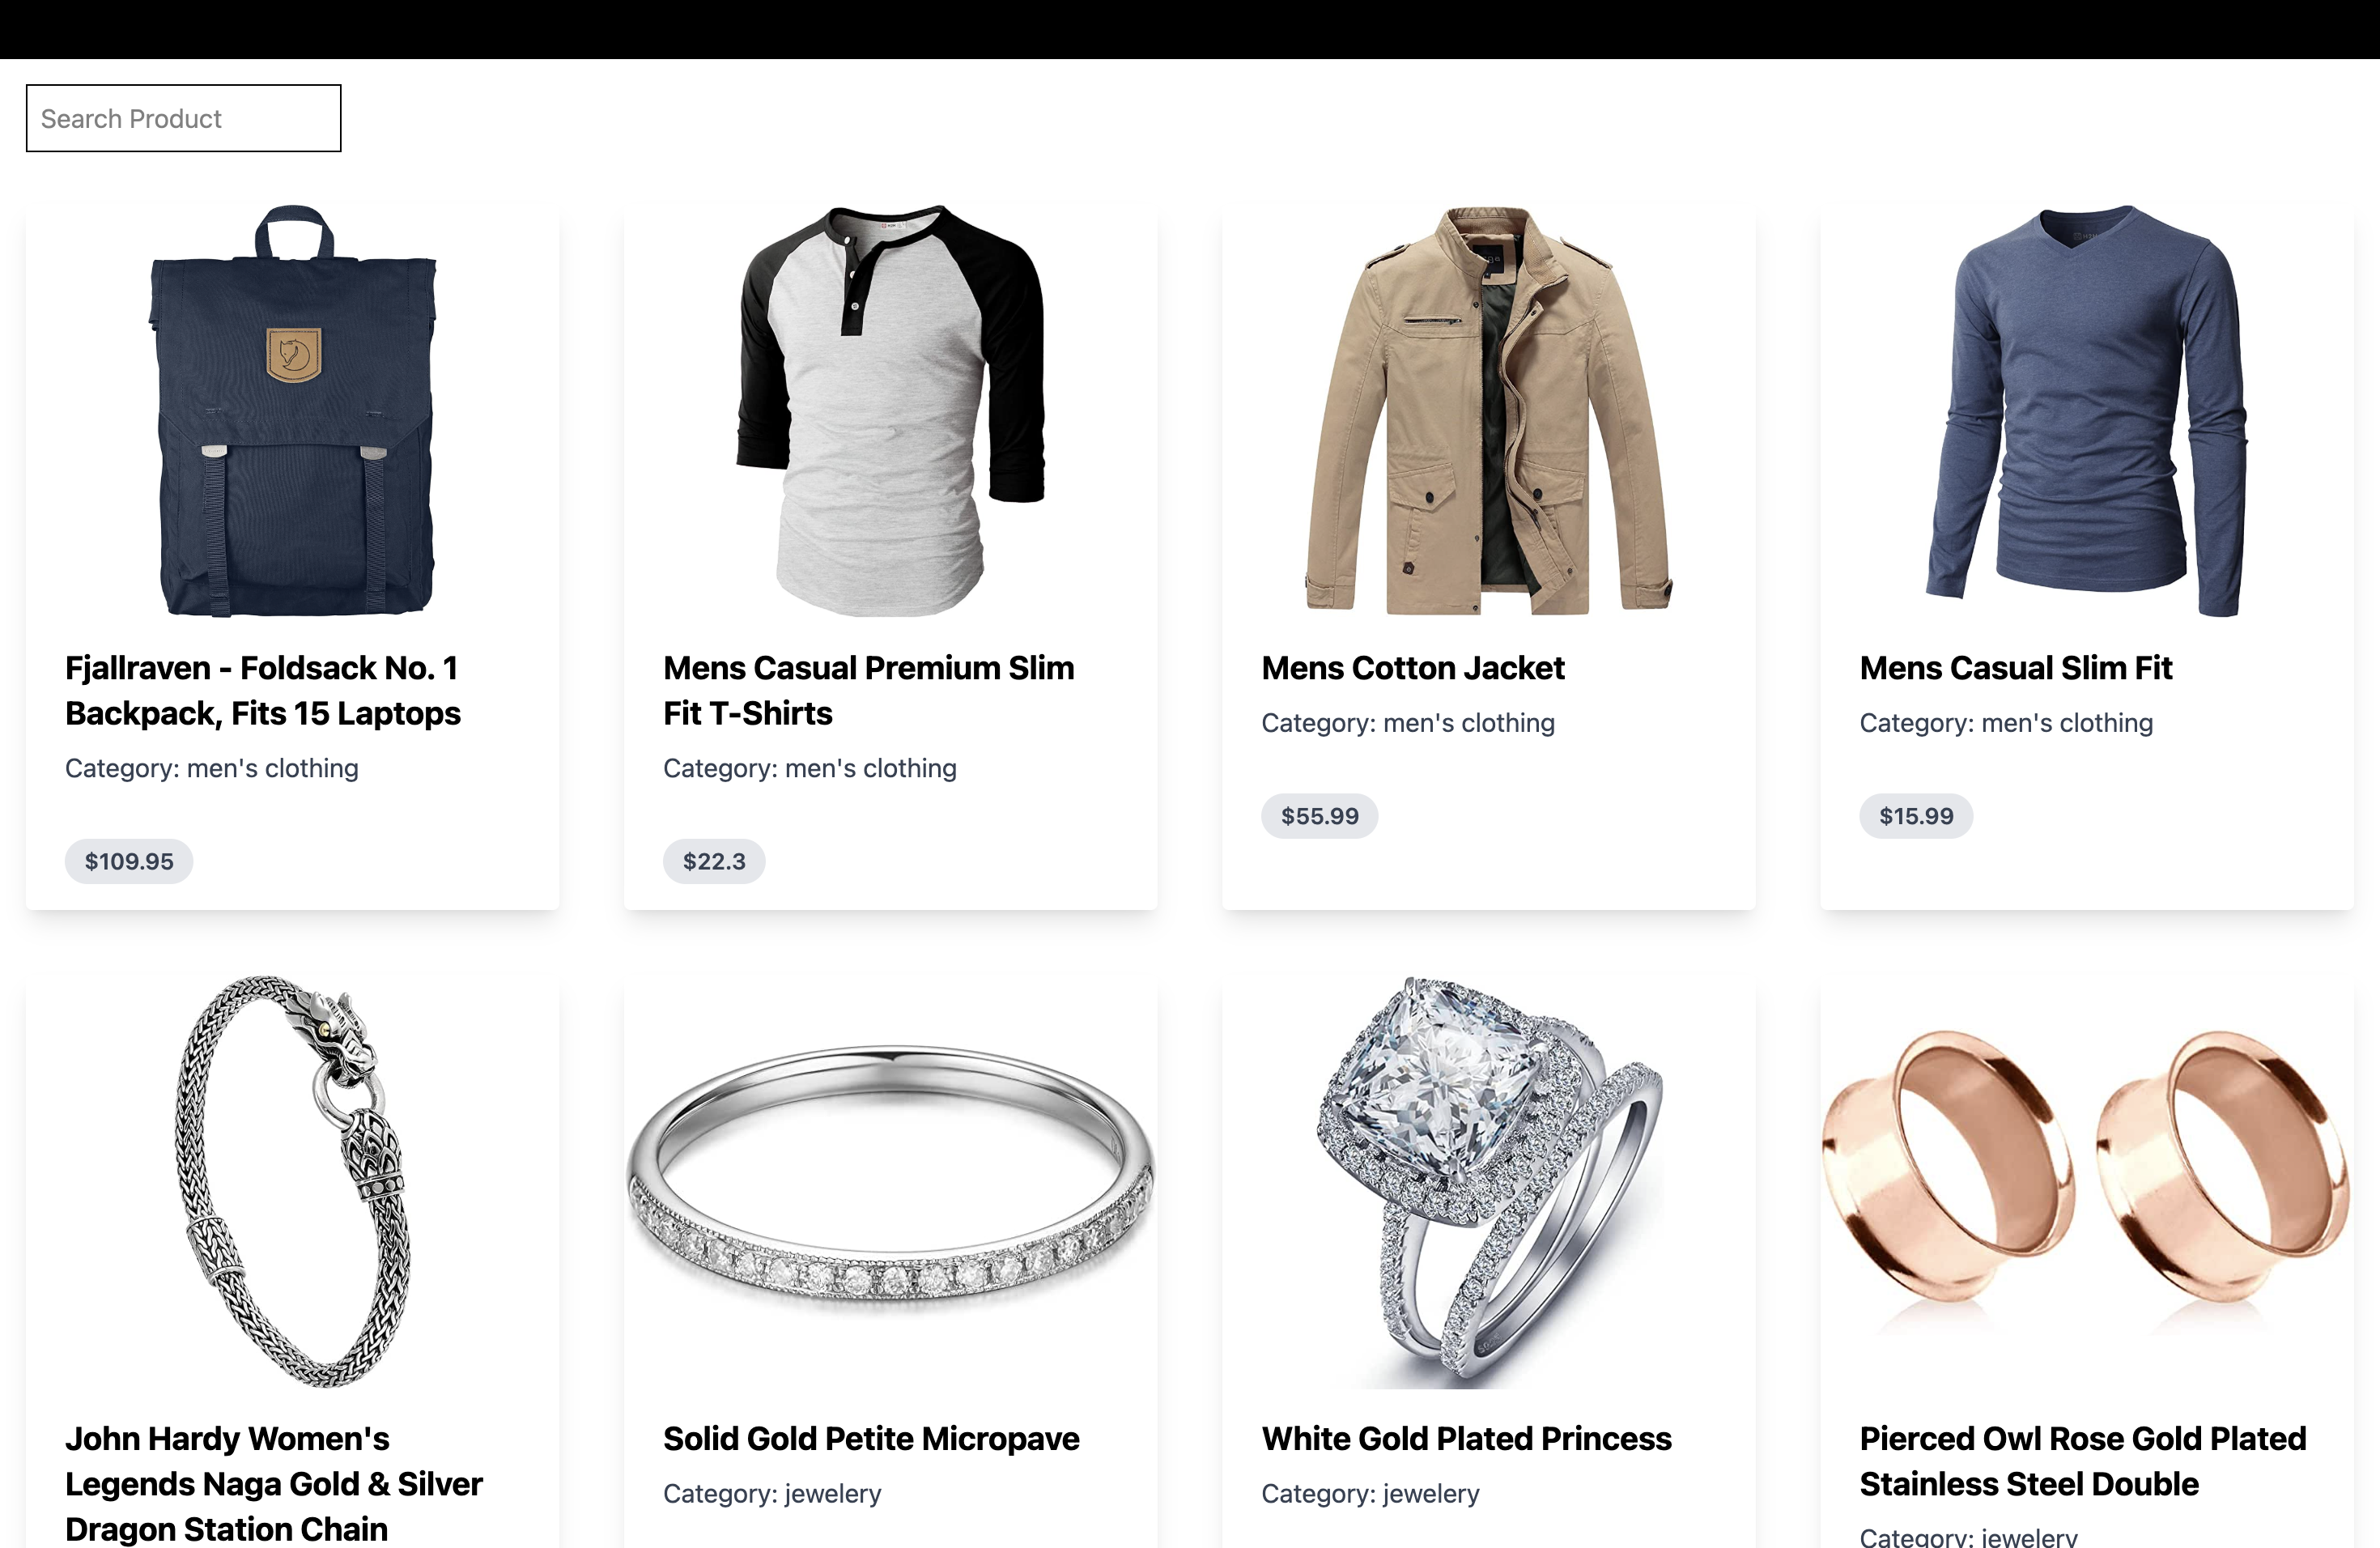 Search Product
Fjallraven - Foldsack No. 1
Backpack, Fits 15 Laptops
Category: men's clothing
$109.95
Mens Casual Premium Slim
Fit T-Shirts
Category: men's clothing
$22.3
Mens Cotton Jacket
Category: men's clothing
$55.99
Mens Casual Slim Fit
Category: men's clothing
$15.99
John Hardy Women's
Legends Naga Gold & Silver
Dragon Station Chain
Solid Gold Petite Micropave
Category: jewelery
White Gold Plated Princess
Category: jewelery
Pierced Owl Rose Gold Plated
Stainless Steel Double
Category: jewelery